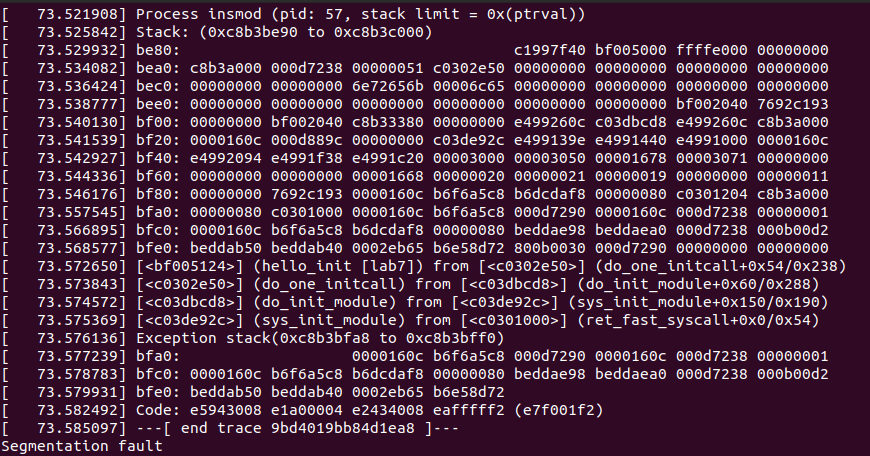 [   73.521908] Process insmod (pid: 57, stack limit = 0x(ptrval))
[   73.525842] Stack: (0xc8b3be90 to 0xc8b3c000)
[   73.529932] be80:                                     c1997f40 bf005000 ffffe000 00000000
[   73.534082] bea0: c8b3a000 000d7238 00000051 c0302e50 00000000 00000000 00000000 00000000
[   73.536424] bec0: 00000000 00000000 6e72656b 00006c65 00000000 00000000 00000000 00000000
[   73.538777] bee0: 00000000 00000000 00000000 00000000 00000000 00000000 bf002040 7692c193
[   73.540130] bf00: 00000000 bf002040 c8b33380 00000000 e499260c c03dbcd8 e499260c c8b3a000
[   73.541539] bf20: 0000160c 000d889c 00000000 c03de92c e499139e e4991440 e4991000 0000160c
[   73.542927] bf40: e4992094 e4991f38 e4991c20 00003000 00003050 00001678 00003071 00000000
[   73.544336] bf60: 00000000 00000000 00001668 00000020 00000021 00000019 00000000 00000011
[   73.546176] bf80: 00000000 7692c193 0000160c b6f6a5c8 b6dcdaf8 00000080 c0301204 c8b3a000
[   73.557545] bfa0: 00000080 c0301000 0000160c b6f6a5c8 000d7290 0000160c 000d7238 00000001
[   73.566895] bfc0: 0000160c b6f6a5c8 b6dcdaf8 00000080 beddae98 beddaea0 000d7238 000b00d2
[   73.568577] bfe0: beddab50 beddab40 0002eb65 b6e58d72 800b0030 000d7290 00000000 00000000
[   73.572650] [<bf005124>] (hello_init [lab7]) from [<c0302e50>] (do_one_initcall+0x54/0x238)
[   73.573843] [<c0302e50>] (do_one_initcall) from [<c03dbcd8>] (do_init_module+0x60/0x288)
[   73.574572] [<c03dbcd8>] (do_init_module) from [<c03de92c>] (sys_init_module+0x150/0x190)
[   73.575369] [<c03de92c>] (sys_init_module) from [<c0301000>] (ret_fast_syscall+0x0/0x54)
[   73.576136] Exception stack(0xc8b3bfa8 to 0xc8b3bff0)
[   73.577239] bfa0:                   0000160c b6f6a5c8 000d7290 0000160c 000d7238 00000001
[   73.578783] bfc0: 0000160c b6f6a5c8 b6dcdaf8 00000080 beddae98 beddaea0 000d7238 000b00d2
[   73.579931] bfe0: beddab50 beddab40 0002eb65 b6e58d72
[   73.582492] Code: e5943008 e1a00004 e2434008 eafffff2 (e7f001f2)
[   73.585097] ---[ end trace 9bd4019bb84d1ea8 ]---
Segmentation fault